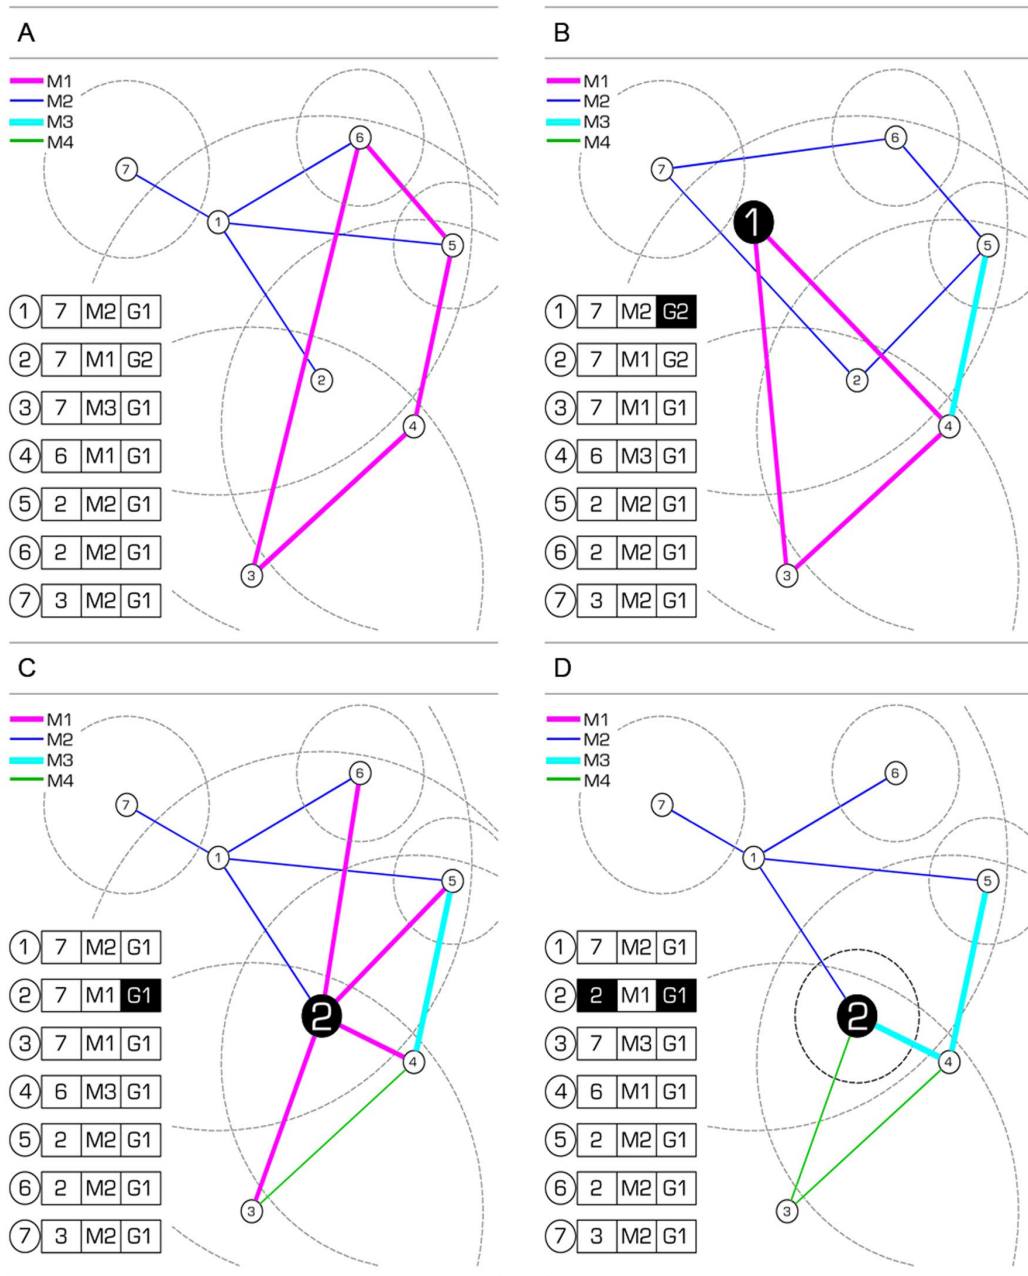 A
M1
M2
M3
M4
6
7
1
5
2
4
3
1 7 M2 G1
2 7 M1 G2
3 7 M3 G1
4 6 M1 G1
5 2 M2 G1
6 2 M2 G1
7 3 M2 G1
B
M1
M2
M3
M4
6
7
1
5
2
4
3
1 7 M2 G2
2 7 M1 G2
3 7 M1 G1
4 6 M3 G1
5 2 M2 G1
6 2 M2 G1
7 3 M2 G1
C
M1
M2
M3
M4
6
7
1
5
2
4
3
1 7 M2 G1
2 7 M1 G1
3 7 M1 G1
4 6 M3 G1
5 2 M2 G1
6 2 M2 G1
7 3 M2 G1
D
M1
M2
M3
M4
6
7
1
5
2
4
3
1 7 M2 G1
2 2 M1 G1
3 7 M3 G1
4 6 M1 G1
5 2 M2 G1
6 2 M2 G1
7 3 M2 G1